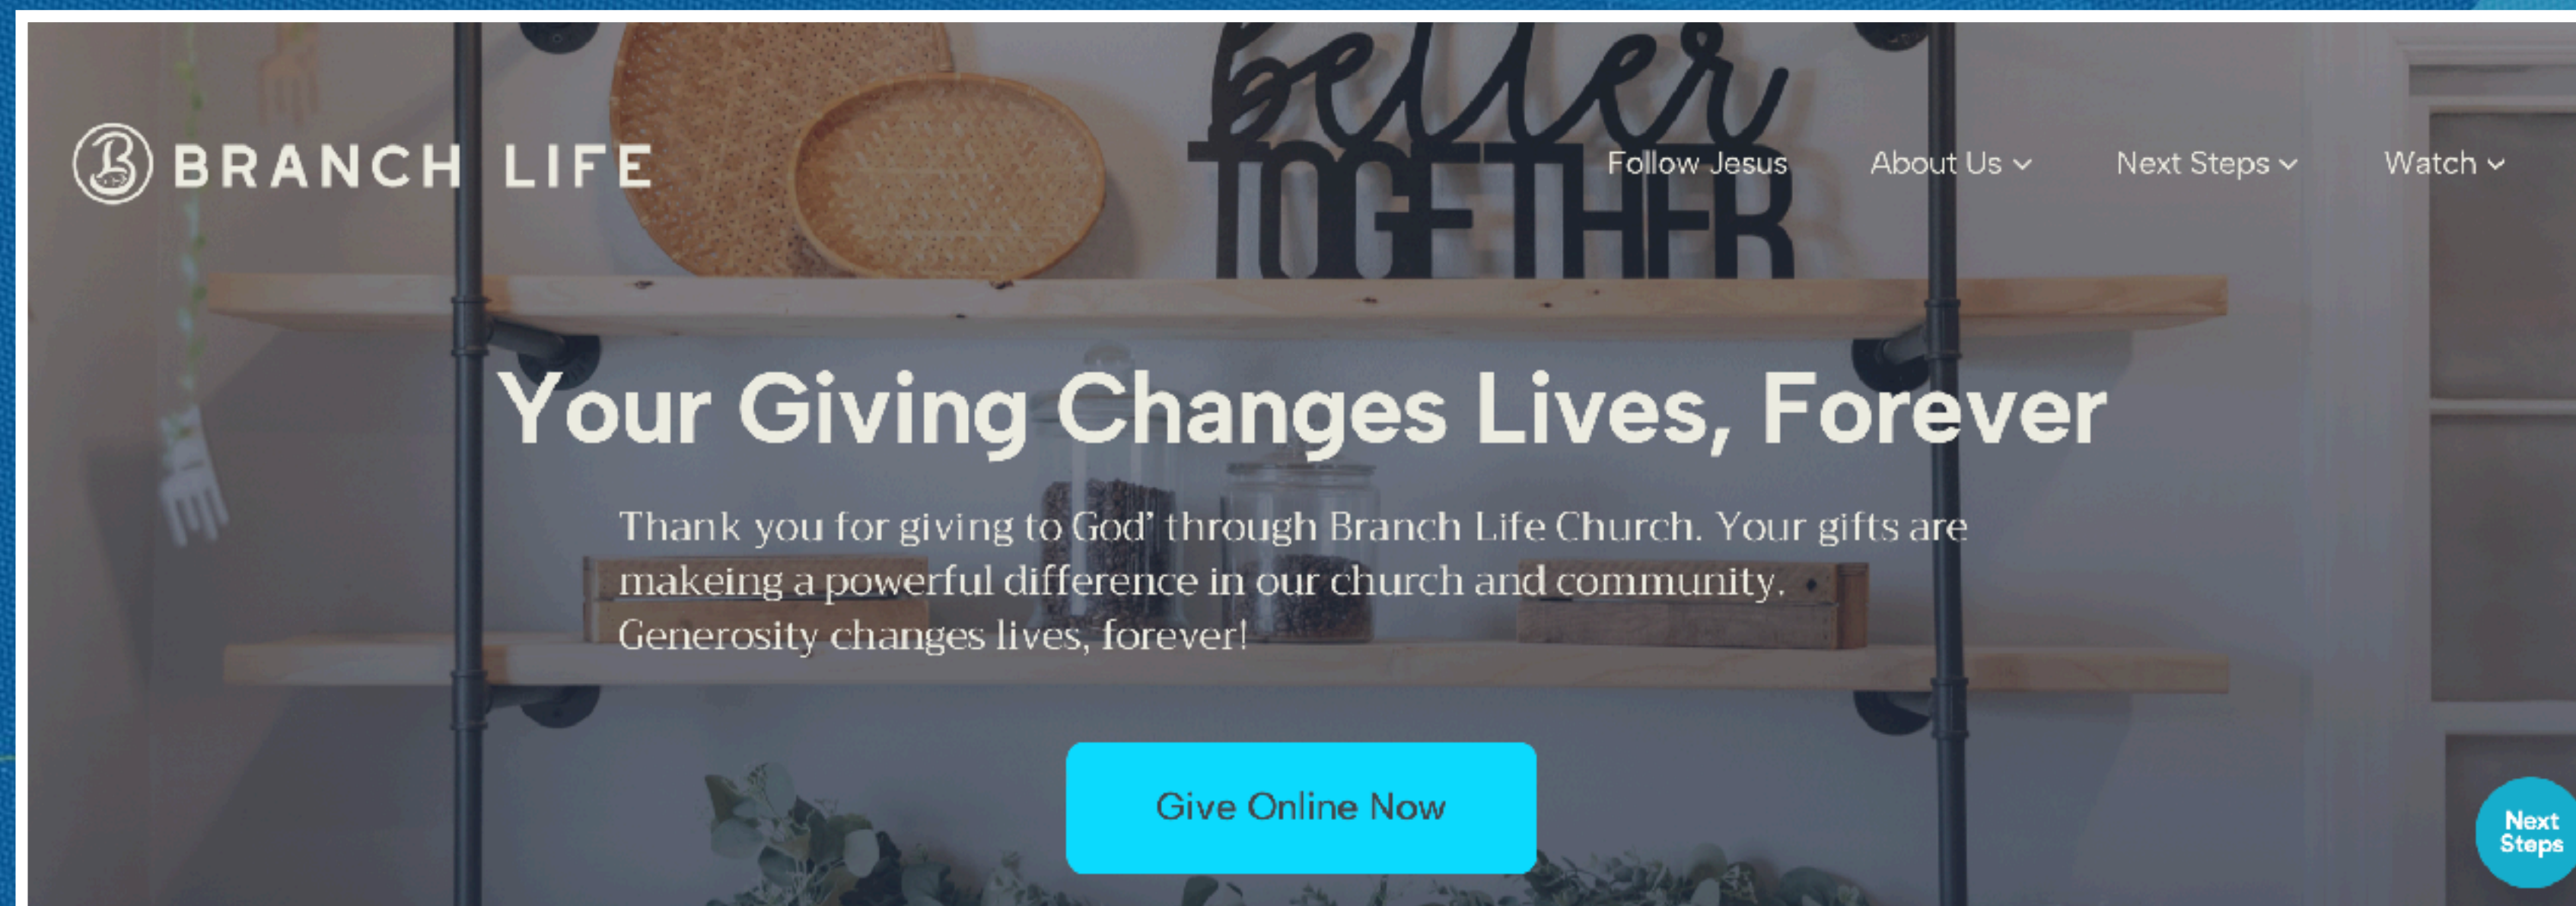 better
TOGETHER
BRANCH LIFE
Follow Jesus
About Us
Next Steps
Watch
Your Giving Changes Lives, Forever
Thank you for giving to God’ through Branch Life Church. Your gifts are
makeing a powerful difference in our church and community.
Generosity changes lives, forever!
Give Online Now
Next
Steps